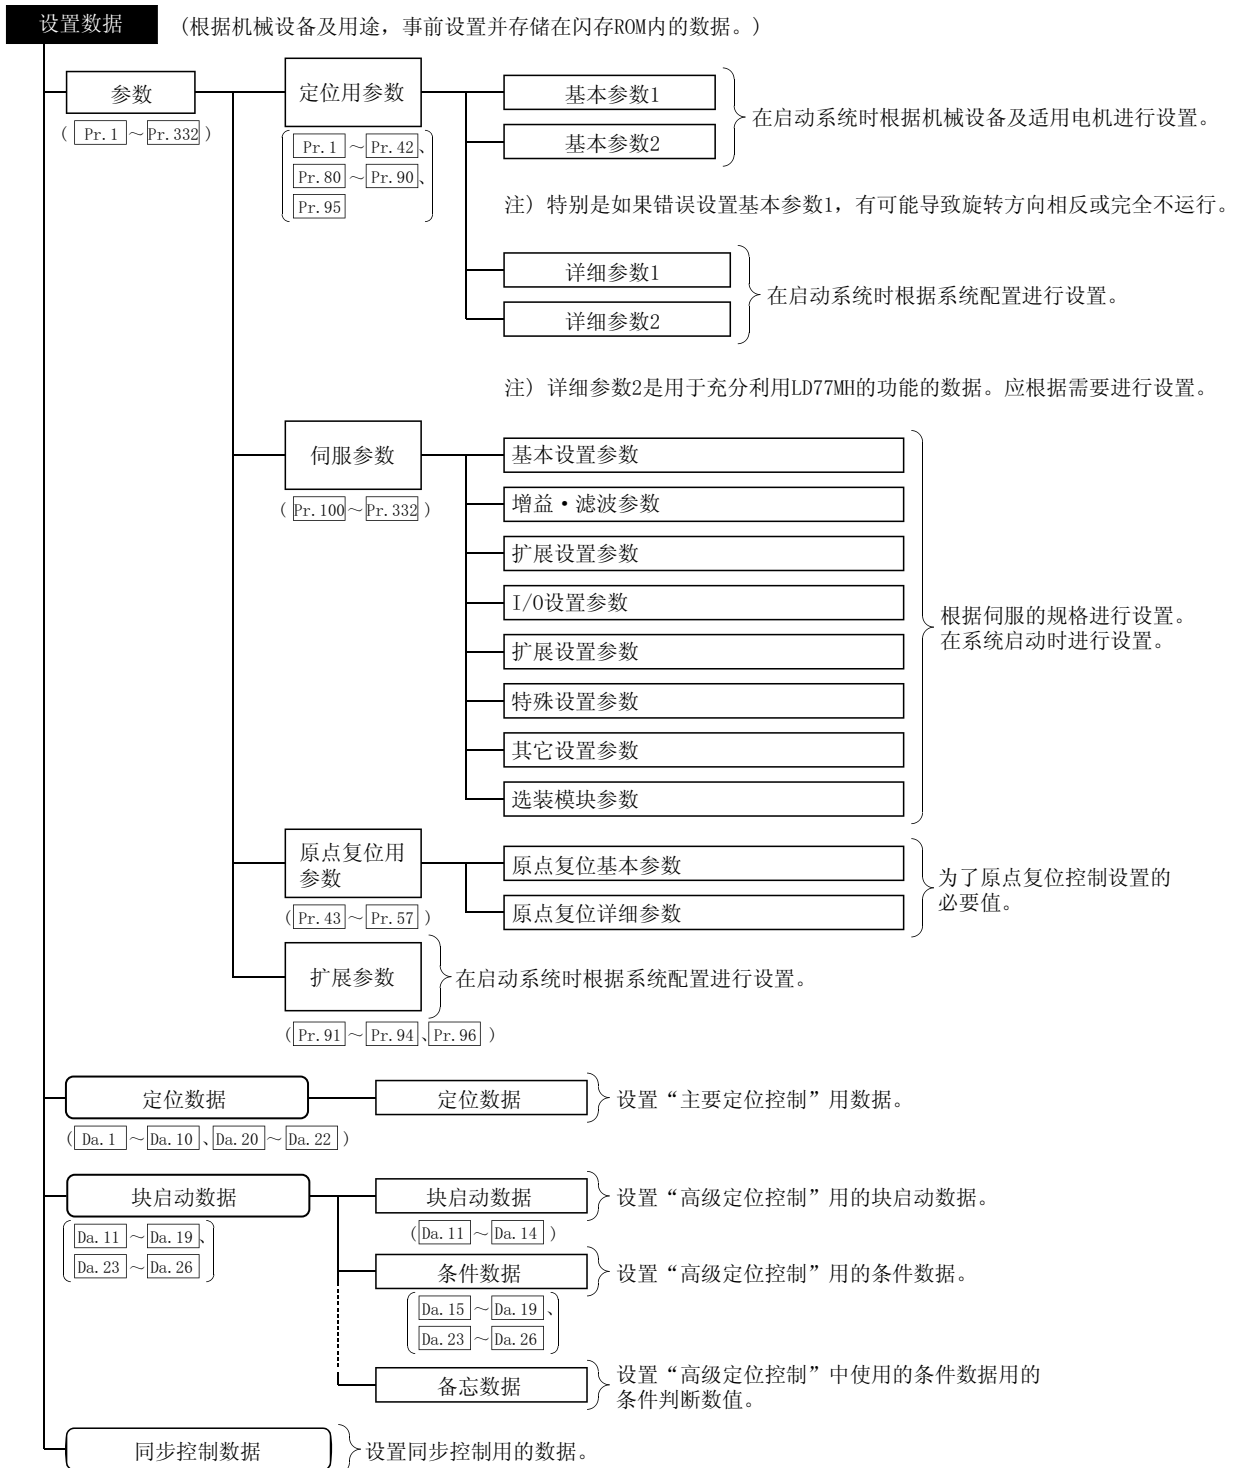 设置数据
(根据机械设备及用途，事前设置并存储在闪存ROM内的数据。)
参数
( Pr.1 ～ Pr.332 )
定位用参数
Pr.1 ～ Pr.42、
Pr.80 ～ Pr.90、
Pr.95
基本参数1
基本参数2
在启动系统时根据机械设备及适用电机进行设置。
注) 特别是如果错误设置基本参数1，有可能导致旋转方向相反或完全不运行。
详细参数1
详细参数2
在启动系统时根据系统配置进行设置。
注) 详细参数2是用于充分利用LD77MH的功能的数据。应根据需要进行设置。
伺服参数
( Pr.100 ～ Pr.332 )
基本设置参数
增益·滤波参数
扩展设置参数
I/O设置参数
扩展设置参数
特殊设置参数
其它设置参数
选装模块参数
根据伺服的规格进行设置。
在系统启动时进行设置。
原点复位用
参数
( Pr.43 ～ Pr.57 )
原点复位基本参数
原点复位详细参数
为了原点复位控制设置的
必要值。
扩展参数
在启动系统时根据系统配置进行设置。
( Pr.91 ～ Pr.94、Pr.96 )
定位数据
( Da.1 ～ Da.10、Da.20 ～ Da.22 )
定位数据
设置“主要定位控制”用数据。
块启动数据
Da.11 ～ Da.19、
Da.23 ～ Da.26
块启动数据
( Da.11 ～ Da.14 )
设置“高级定位控制”用的块启动数据。
条件数据
Da.15 ～ Da.19、
Da.23 ～ Da.26
设置“高级定位控制”用的条件数据。
备忘数据
设置“高级定位控制”中使用的条件数据用的
条件判断数值。
同步控制数据
设置同步控制用的数据。